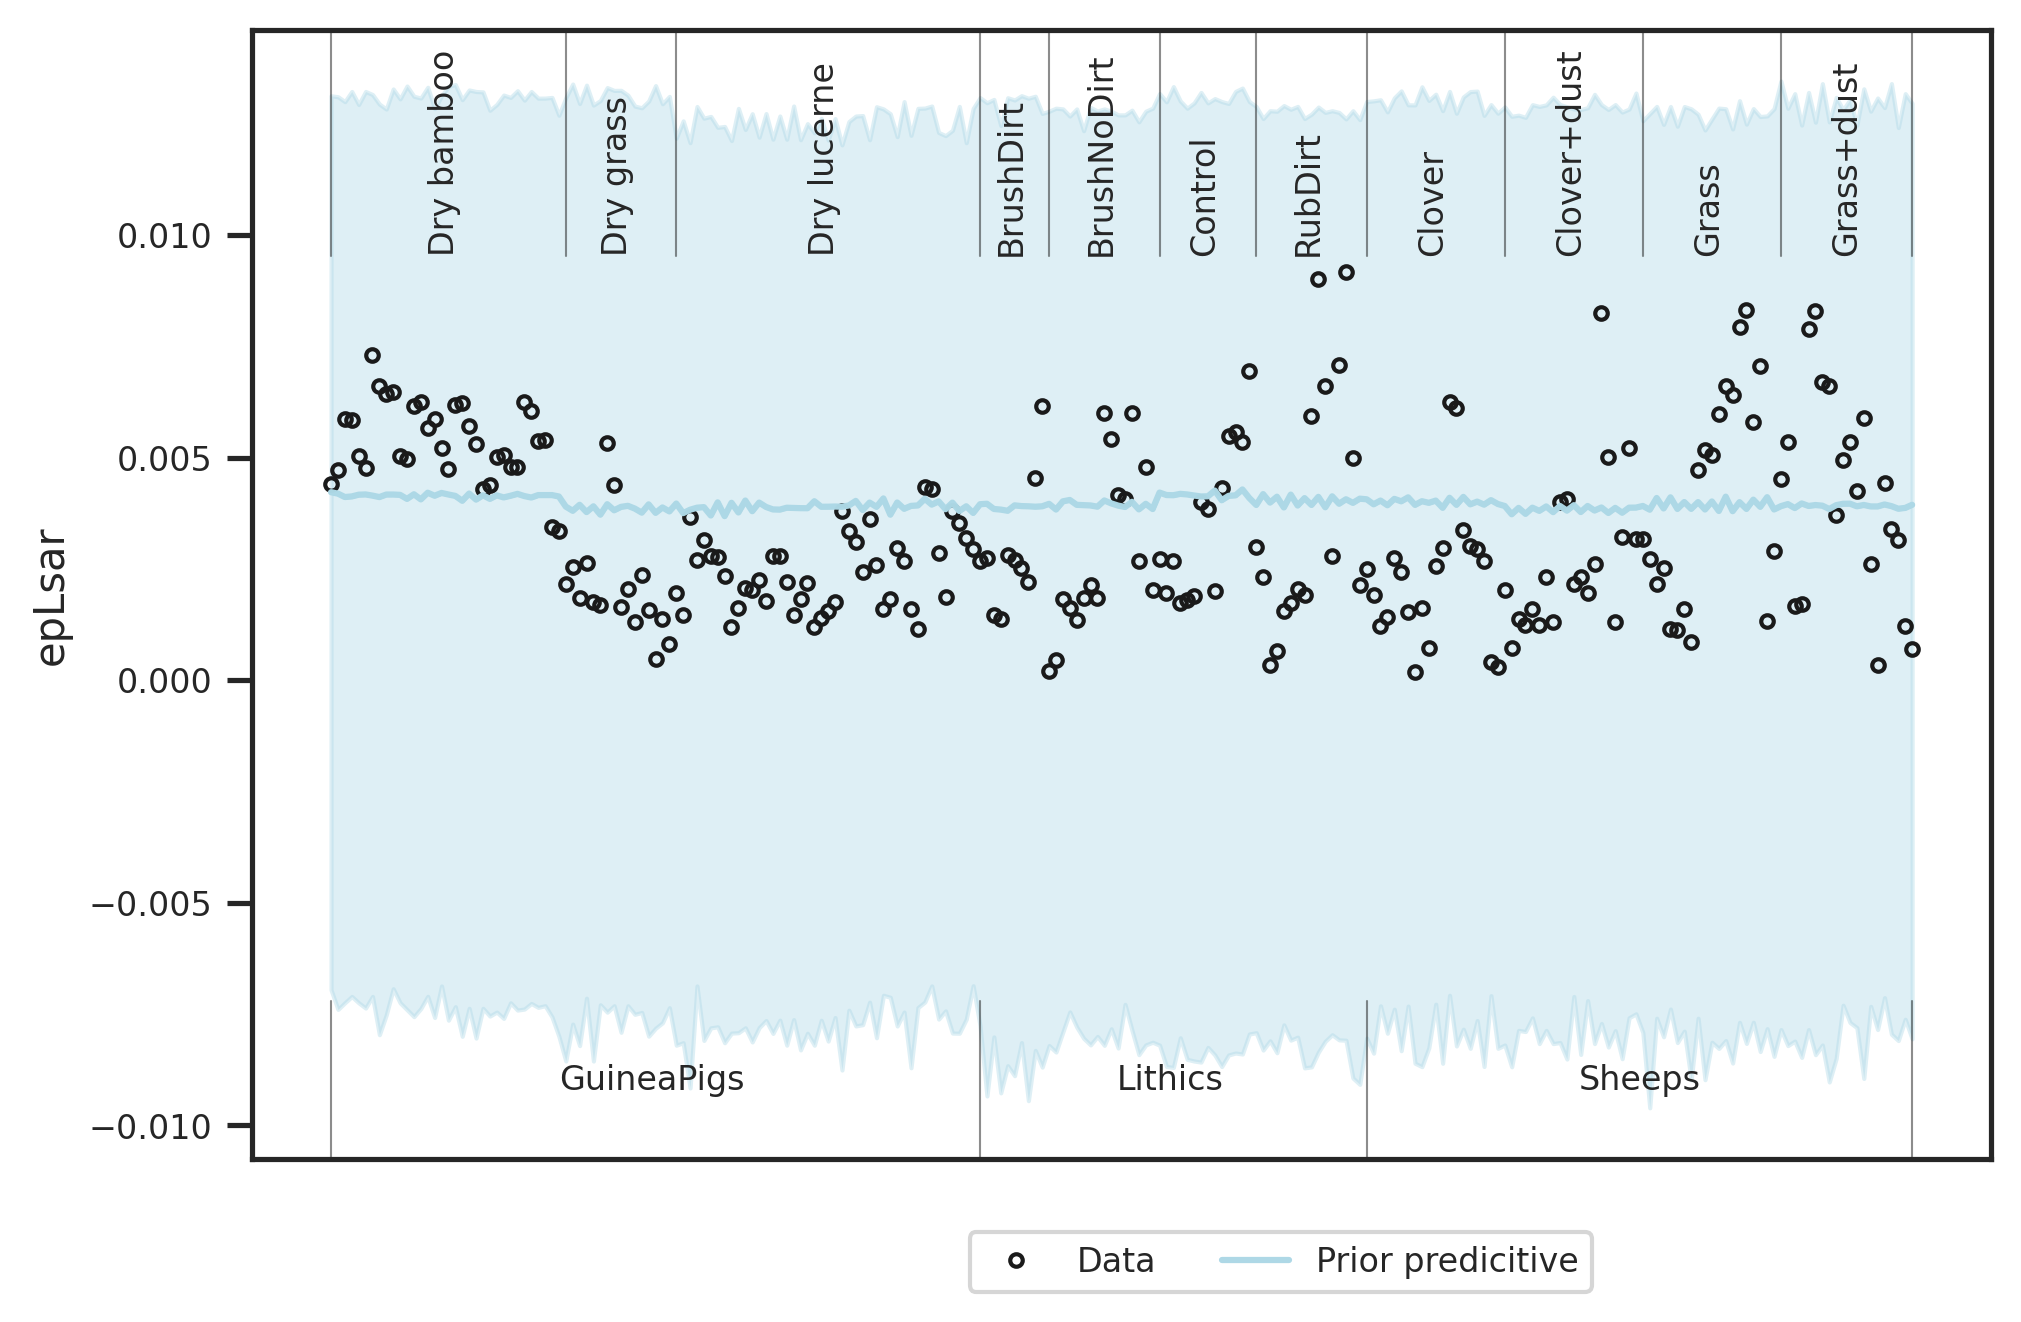 Dry bamboo
Dry grass
Dry lucerne
BrushDirt
BrushNoDirt
Control
RubDirt
Clover
Clover+dust
Grass
Grass+dust
0.010
0.005
0.000
−0.005
−0.010
epLsar
GuineaPigs
Lithics
Sheeps
Data
Prior predicitive